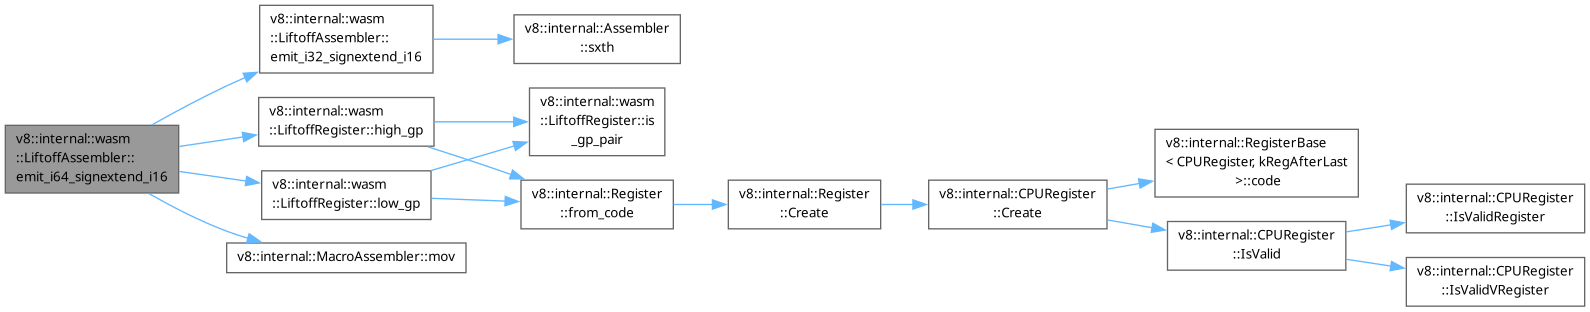 v8::internal::wasm
::LiftoffAssembler::
emit_i64_signextend_i16
v8::internal::wasm
::LiftoffAssembler::
emit_i32_signextend_i16
v8::internal::Assembler
::sxth
v8::internal::wasm
::LiftoffRegister::high_gp
v8::internal::wasm
::LiftoffRegister::is
_gp_pair
v8::internal::wasm
::LiftoffRegister::low_gp
v8::internal::Register
::from_code
v8::internal::MacroAssembler::mov
v8::internal::Register
::Create
v8::internal::CPURegister
::Create
v8::internal::RegisterBase
< CPURegister, kRegAfterLast
>::code
v8::internal::CPURegister
::IsValid
v8::internal::CPURegister
::IsValidRegister
v8::internal::CPURegister
::IsValidVRegister